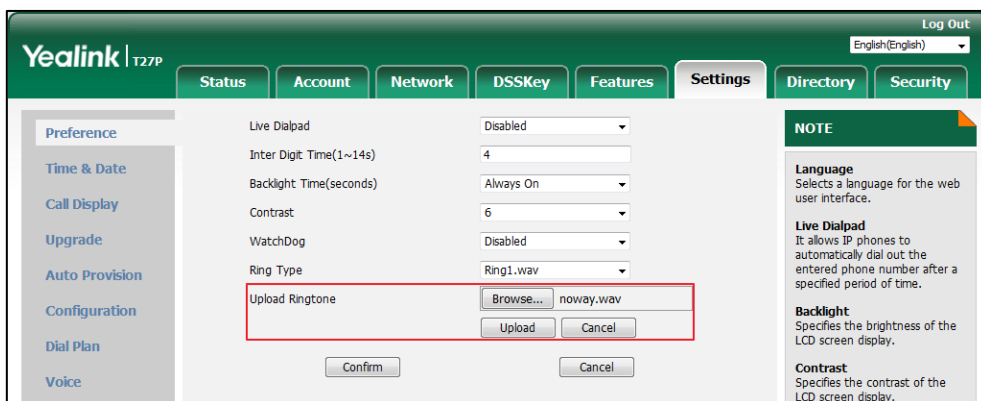 Log Out
Yealink | T27P
English(English)
Status Account Network DSSKey Features Settings Directory Security
Preference
Time & Date
Call Display
Upgrade
Auto Provision
Configuration
Dial Plan
Voice
Live Dialpad Disabled
Inter Digit Time(1~14s) 4
Backlight Time(seconds) Always On
Contrast 6
WatchDog Disabled
Ring Type Ring1.wav
Upload Ringtone Browse... noway.wav
Upload Cancel
Confirm Cancel
NOTE
Language
Selects a language for the web
user interface.
Live Dialpad
It allows IP phones to
automatically dial out the
entered phone number after a
specified period of time.
Backlight
Specifies the brightness of the
LCD screen display.
Contrast
Specifies the contrast of the
LCD screen display.